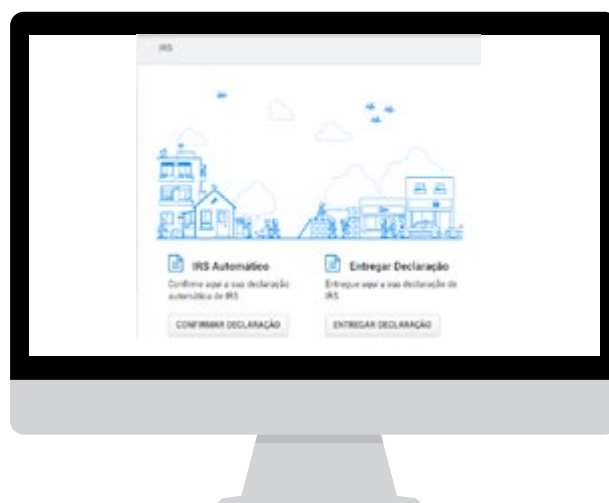 IRS
IRS Automático
Confirme aqui a sua declaração
automática de IRS
CONFIRMAR DECLARAÇÃO
Entregar Declaração
Entregue aqui a sua declaração de
IRS
ENTREGAR DECLARAÇÃO